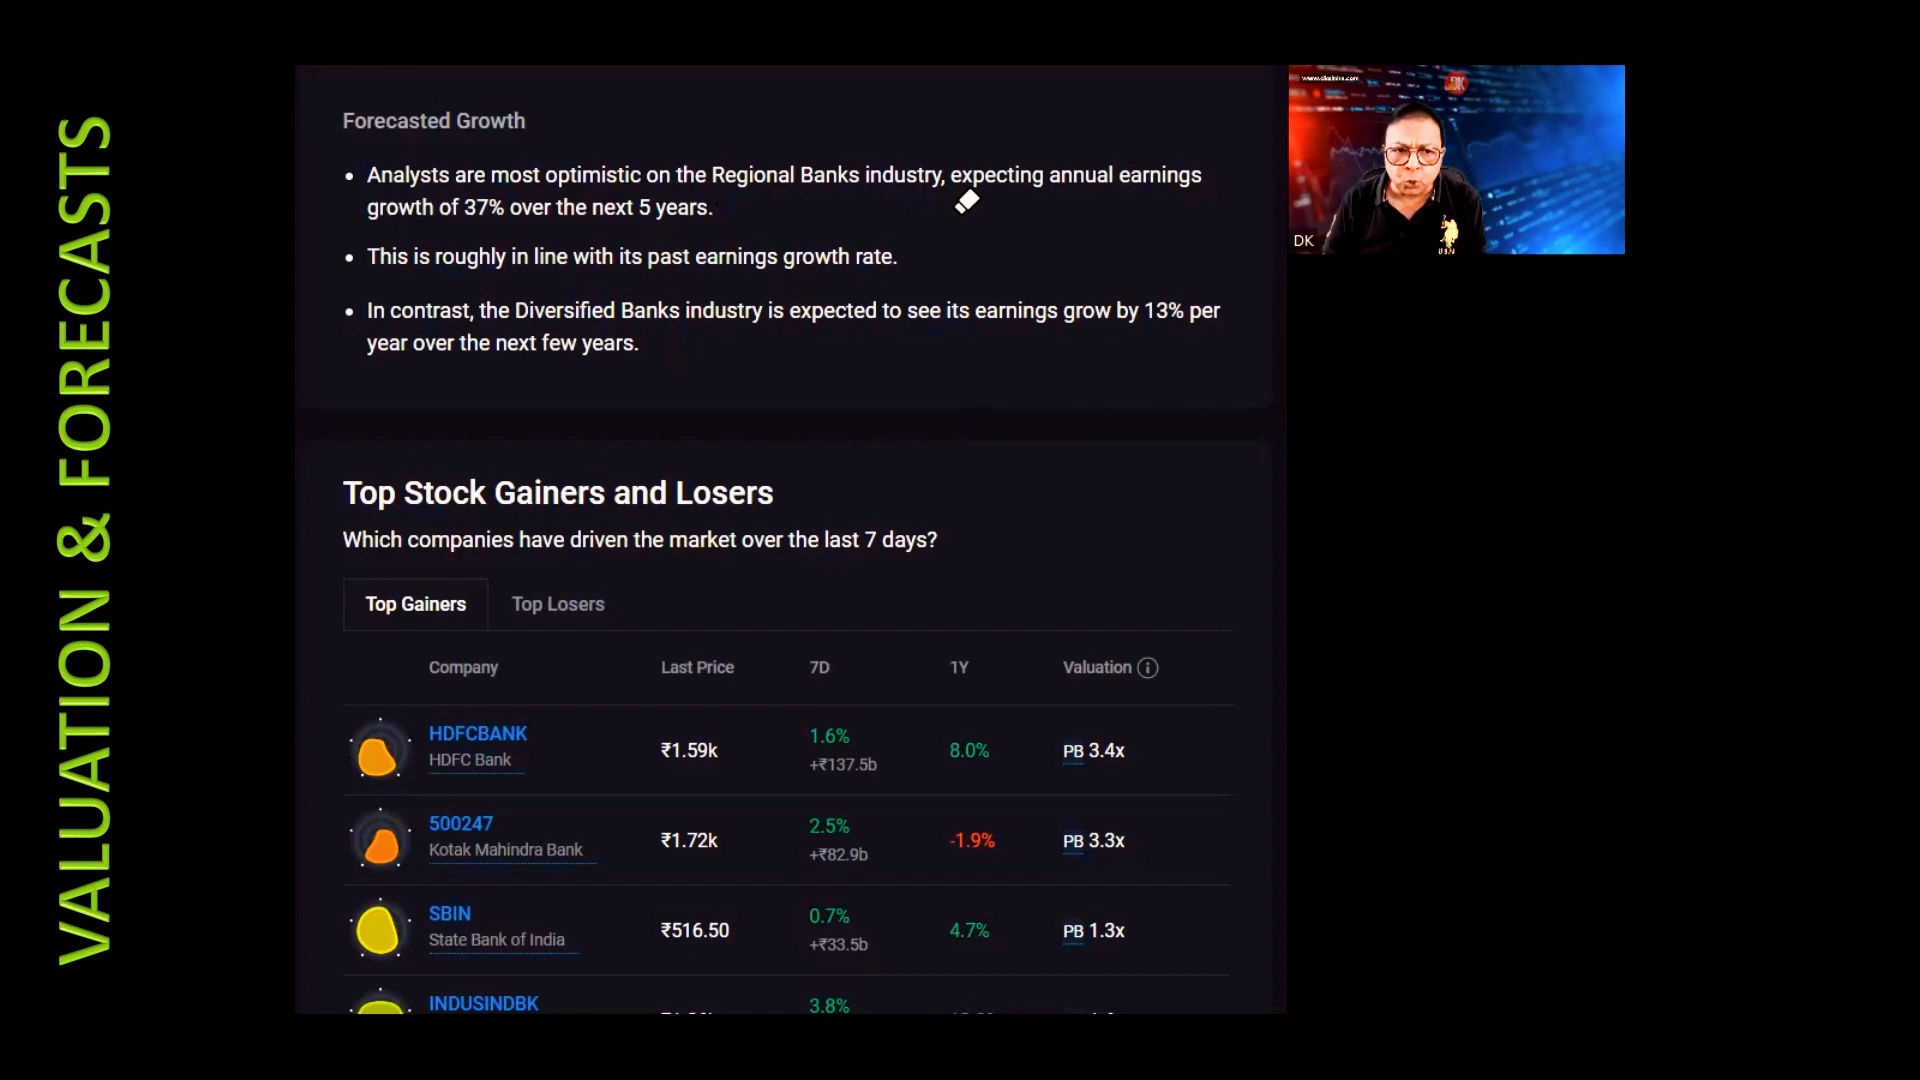 VALUATION & FORECASTS
Forecasted Growth
• Analysts are most optimistic on the Regional Banks industry, expecting annual earnings
growth of 37% over the next 5 years.
• This is roughly in line with its past earnings growth rate.
• In contrast, the Diversified Banks industry is expected to see its earnings grow by 13% per
year over the next few years.
DK
DK
Top Stock Gainers and Losers
Which companies have driven the market over the last 7 days?
Top Gainers Top Losers
Company Last Price 7D 1Y Valuation
HDFCBANK
HDFC Bank
₹1.59k
1.6%
+₹137.5b
8.0%
PB 3.4x
500247
Kotak Mahindra Bank
₹1.72k
2.5%
+₹82.9b
-1.9%
PB 3.3x
SBIN
State Bank of India
₹516.50
0.7%
+₹33.5b
4.7%
PB 1.3x
INDUSINDBK
3.8%